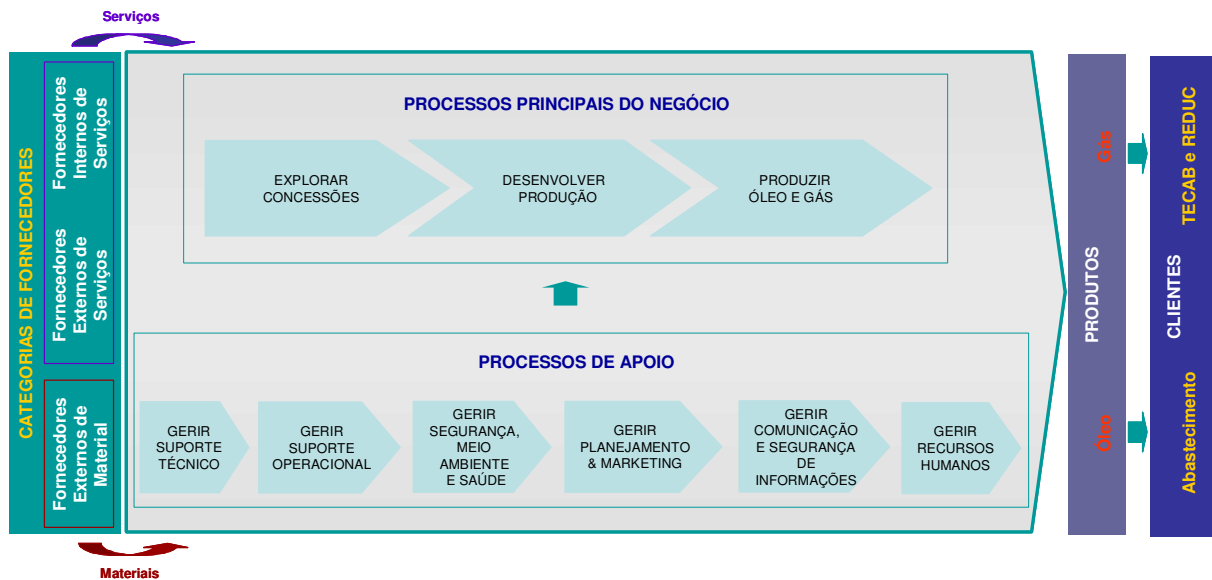 Serviços
CATEGORIAS DE FORNECEDORES
Fornecedores
Internos de
Serviços
Fornecedores
Externos de
Serviços
Fornecedores
Externos de
Material
Materiais
PROCESSOS PRINCIPAIS DO NEGÓCIO
EXPLORAR
CONCESSÕES
DESENVOLVER
PRODUÇÃO
PRODUZIR
ÓLEO E GÁS
PROCESSOS DE APOIO
GERIR
SUPORTE
TÉCNICO
GERIR
SUPORTE
OPERACIONAL
GERIR
SEGURANÇA,
MEIO
AMBIENTE
E SAÚDE
GERIR
PLANEJAMENTO
& MARKETING
GERIR
COMUNICAÇÃO
E SEGURANÇA
DE
INFORMAÇÕES
GERIR
RECURSOS
HUMANOS
PRODUTOS
Gás
Óleo
CLIENTES
TECAB e REDUC
Abastecimento